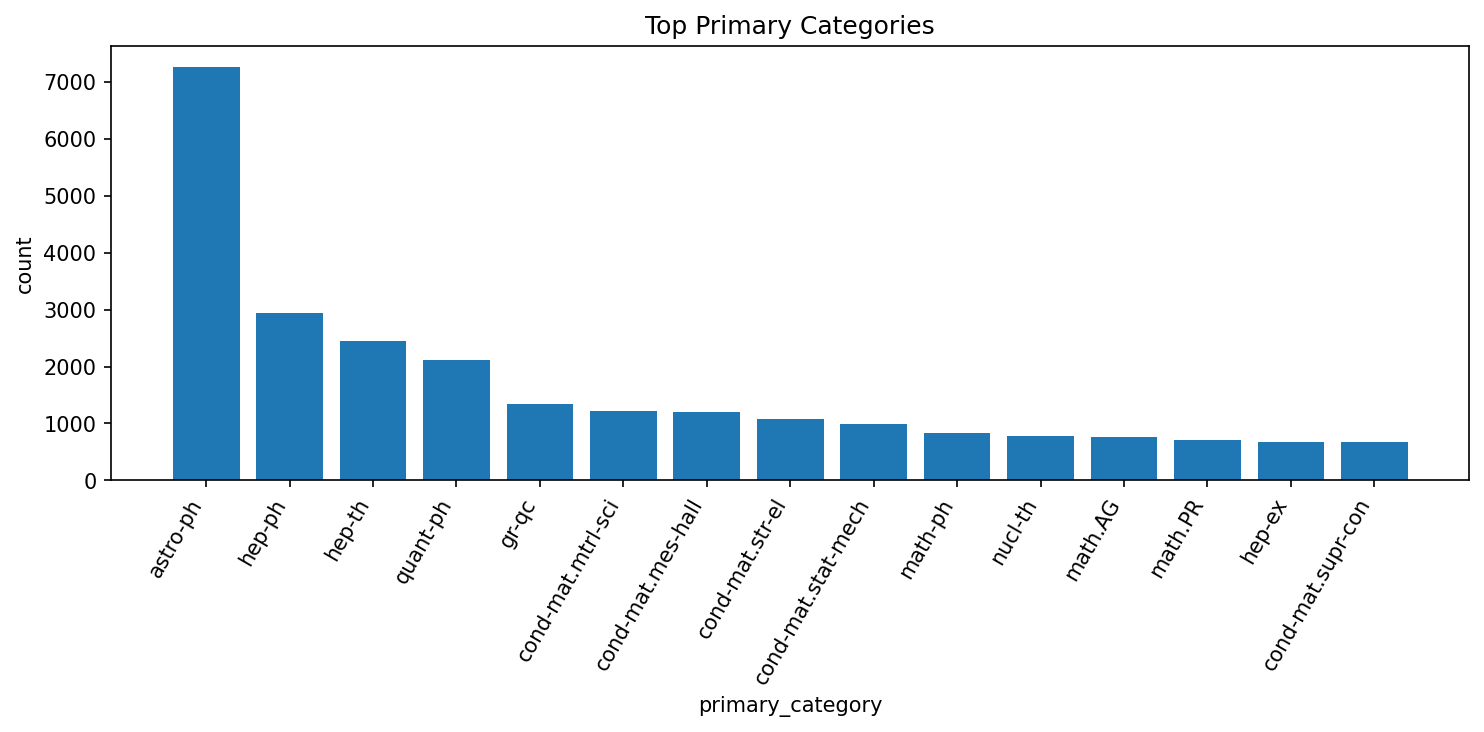 Top Primary Categories
7000
6000
5000
4000
3000
2000
1000
0
count
astro-ph
hep-ph
hep-th
quant-ph
gr-qc
cond-mat.mtrl-sci
cond-mat.mes-hall
cond-mat.str-el
cond-mat.stat-mech
math-ph
nucl-th
math.AG
math.PR
hep-ex
cond-mat.supr-con
primary_category